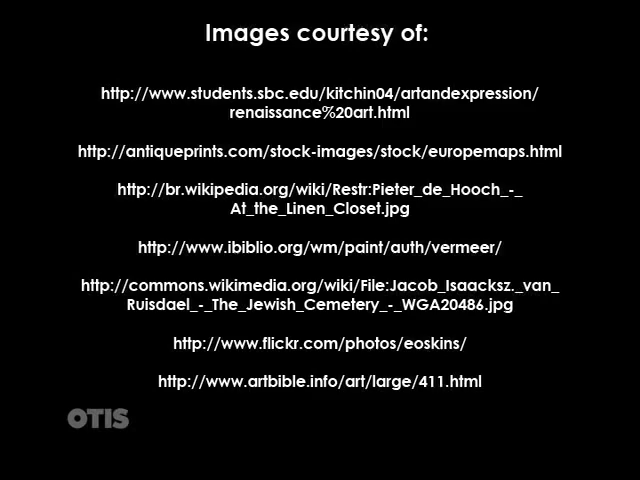 Images courtesy of:
http://www.students.sbc.edu/kitchin04/artandexpression/
renaissance%20art.html
http://antiqueprints.com/stock-images/stock/europemaps.html
http://br.wikipedia.org/wiki/Restr:Pieter_de_Hooch_-_
At_the_Linen_Closet.jpg
http://www.ibiblio.org/wm/paint/auth/vermeer/
http://commons.wikimedia.org/wiki/File:Jacob_Isaacksz._van_
Ruisdael_-_The_Jewish_Cemetery_-_WGA20486.jpg
http://www.flickr.com/photos/eoskins/
http://www.artbible.info/art/large/411.html
OTIS